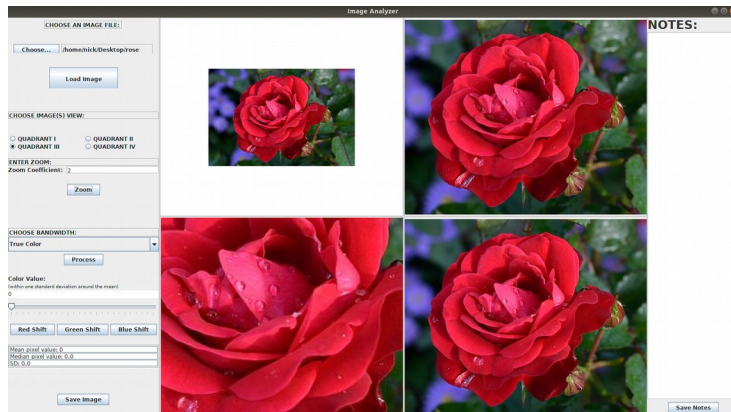 Image Analyzer
CHOOSE AN IMAGE FILE:
Choose... /home/nick/Desktop/rose
Load Image
CHOOSE IMAGE(S) VIEW:
QUADRANT I QUADRANT II
QUADRANT III QUADRANT IV
ENTER ZOOM:
Zoom Coefficient: 2
Zoom
CHOOSE BANDWIDTH:
True Color
Process
Color Value:
(within one standard deviation around the mean)
0
Red Shift Green Shift Blue Shift
Mean pixel value: 0
Median pixel value: 0.0
SD: 0.0
Save Image
NOTES:
Save Notes